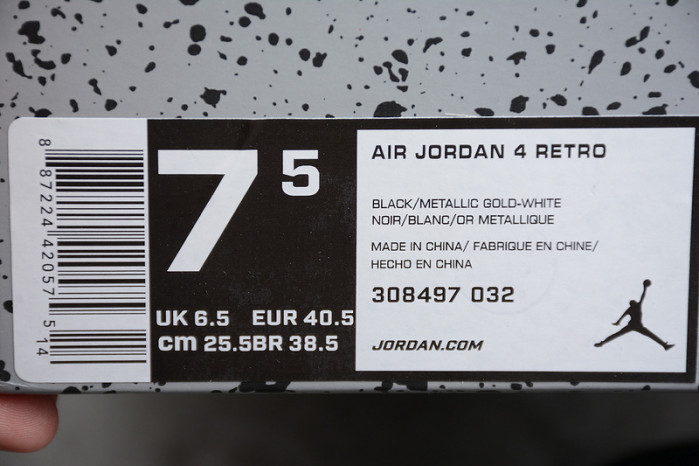 8 87224 42057 5 14
7 5
UK 6.5 EUR 40.5
cm 25.5BR 38.5
AIR JORDAN 4 RETRO
BLACK/METALLIC GOLD-WHITE
NOIR/BLANC/OR METALLIQUE
MADE IN CHINA/ FABRIQUE EN CHINE/
HECHO EN CHINA
308497 032
JORDAN.COM